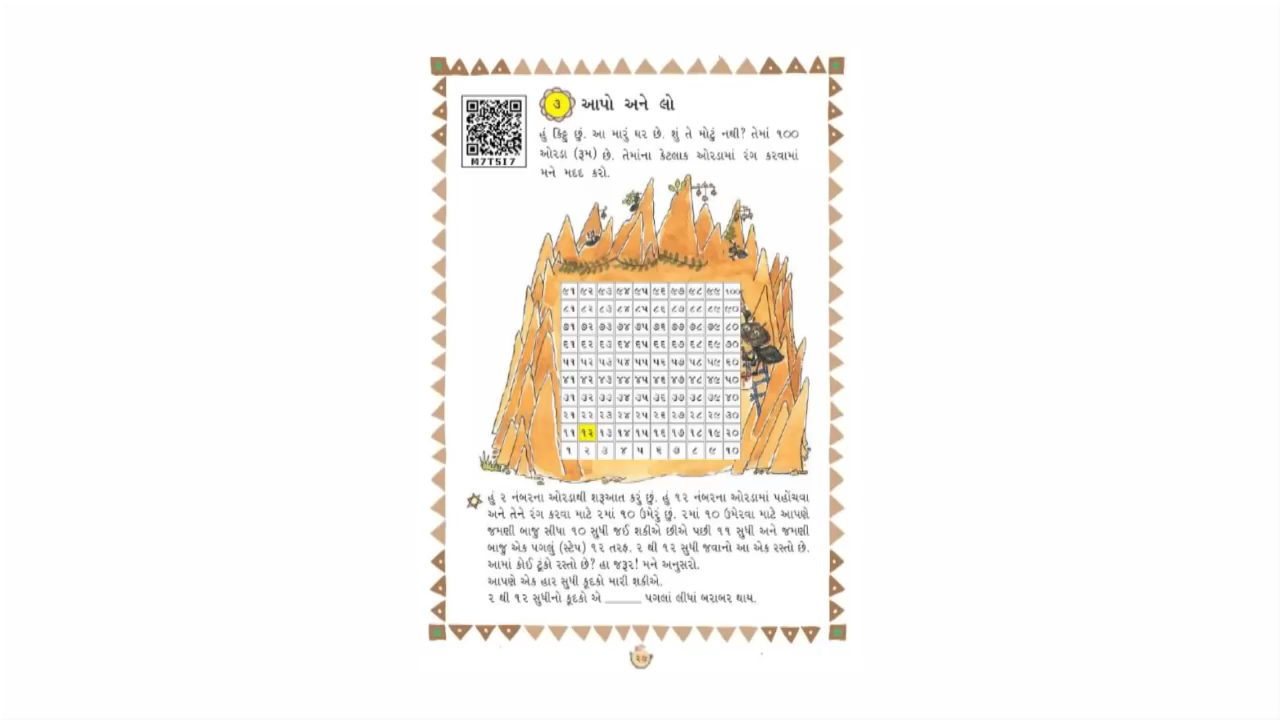 ૩ આપો અને લો
M7T5I7
હું કિટ્ટુ છું. આ મારું ઘર છે. શું તે મોટું નથી? તેમાં ૧૦૦
ઓરડા (રૂમ) છે. તેમાંના કેટલાક ઓરડામાં રંગ કરવામાં
મને મદદ કરો.
૯૧ ૯૨ ૯૩ ૯૪ ૯૫ ૯૬ ૯૭ ૯૮ ૯૯ ૧૦૦
૮૧ ૮૨ ૮૩ ૮૪ ૮૫ ૮૬ ૮૭ ૮૮ ૮૯ ૯૦
૭૧ ૭૨ ૭૩ ૭૪ ૭૫ ૭૬ ૭૭ ૭૮ ૭૯ ૮૦
૬૧ ૬૨ ૬૩ ૬૪ ૬૫ ૬૬ ૬૭ ૬૮ ૬૯ ૭૦
૫૧ ૫૨ ૫૩ ૫૪ ૫૫ ૫૬ ૫૭ ૫૮ ૫૯ ૬૦
૪૧ ૪૨ ૪૩ ૪૪ ૪૫ ૪૬ ૪૭ ૪૮ ૪૯ ૫૦
૩૧ ૩૨ ૩૩ ૩૪ ૩૫ ૩૬ ૩૭ ૩૮ ૩૯ ૪૦
૨૧ ૨૨ ૨૩ ૨૪ ૨૫ ૨૬ ૨૭ ૨૮ ૨૯ ૩૦
૧૧ ૧૨ ૧૩ ૧૪ ૧૫ ૧૬ ૧૭ ૧૮ ૧૯ ૨૦
૧ ૨ ૩ ૪ ૫ ૬ ૭ ૮ ૯ ૧૦
હું ૨ નંબરના ઓરડાથી શરૂઆત કરું છું. હું ૧૨ નંબરના ઓરડામાં પહોંચવા
અને તેને રંગ કરવા માટે ૨માં ૧૦ ઉમેરું છું. ૨માં ૧૦ ઉમેરવા માટે આપણે
જમણી બાજુ સીધા ૧૦ સુધી જઈ શકીએ છીએ પછી ૧૧ સુધી અને જમણી
બાજુ એક પગલું (સ્ટેપ) ૧૨ તરફ. ૨ થી ૧૨ સુધી જવાનો આ એક રસ્તો છે.
આમાં કોઈ ટૂંકો રસ્તો છે? હા જરૂર! મને અનુસરો.
આપણે એક હાર સુધી કૂદકો મારી શકીએ.
૨ થી ૧૨ સુધીનો કૂદકો એ ______ પગલાં લીધાં બરાબર થાય.
૨૭